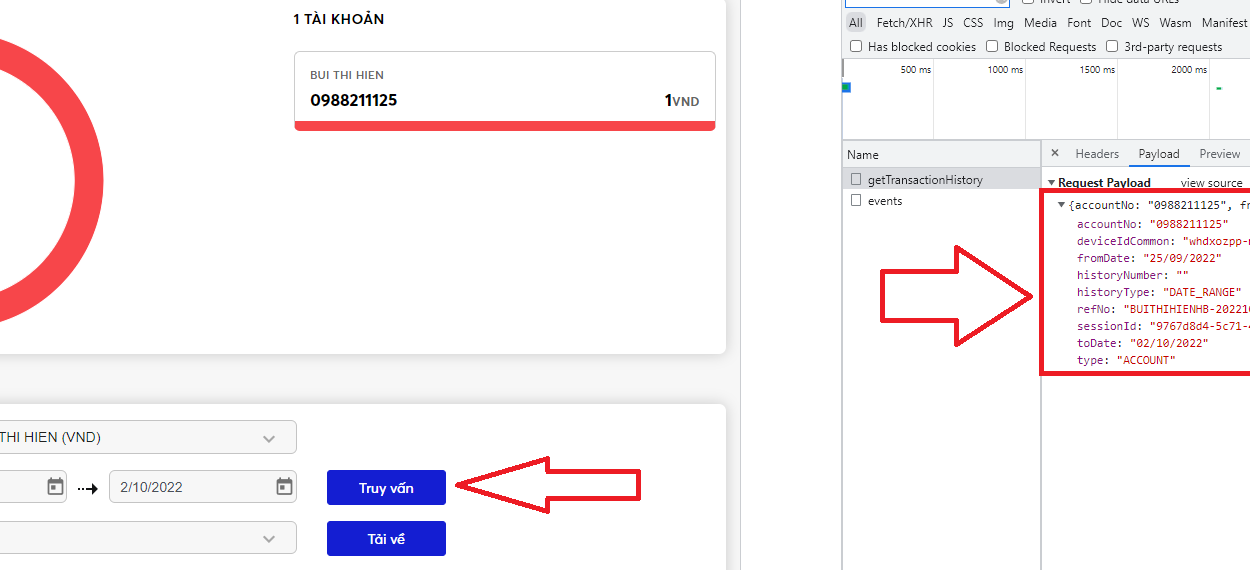 1 TÀI KHOẢN
BUI THI HIEN
0988211125
1VND
THI HIEN (VND)
2/10/2022
Truy vấn
Tải về
Invert
Hide data URLs
All Fetch/XHR JS CSS Img Media Font Doc WS Wasm Manifest
Has blocked cookies Blocked Requests 3rd-party requests
500 ms 1000 ms 1500 ms 2000 ms
Name
getTransactionHistory
events
× Headers Payload Preview
Request Payload view source
{accountNo: "0988211125", fr
accountNo: "0988211125"
deviceIdCommon: "whdxozpp-
fromDate: "25/09/2022"
historyNumber: ""
historyType: "DATE_RANGE"
refNo: "BUITHIHIENHB-20221
sessionId: "9767d8d4-5c71-
toDate: "02/10/2022"
type: "ACCOUNT"